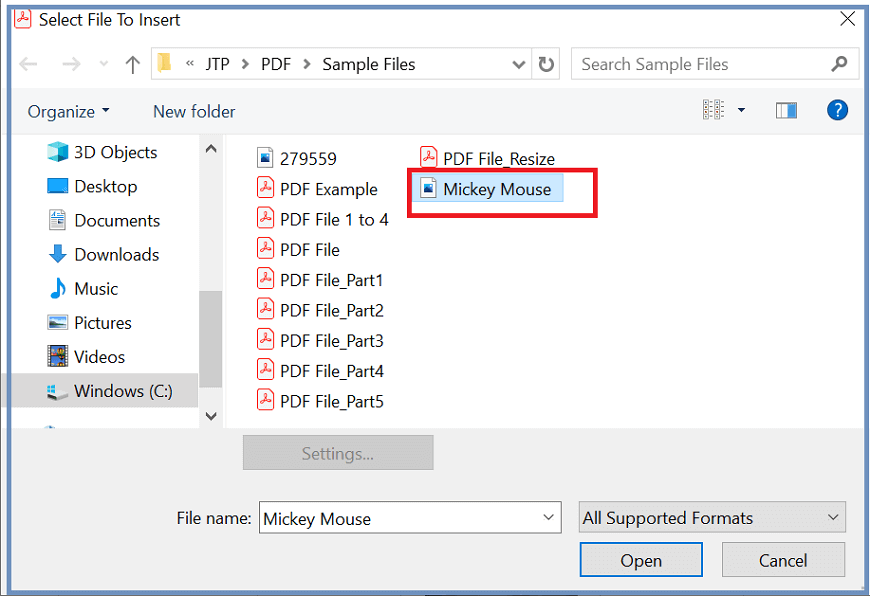 Select File To Insert
« JTP > PDF > Sample Files
Search Sample Files
Organize
New folder
3D Objects
Desktop
Documents
Downloads
Music
Pictures
Videos
Windows (C:)
279559
PDF Example
PDF File 1 to 4
PDF File
PDF File_Part1
PDF File_Part2
PDF File_Part3
PDF File_Part4
PDF File_Part5
PDF File_Resize
Mickey Mouse
Settings...
File name: Mickey Mouse
All Supported Formats
Open
Cancel